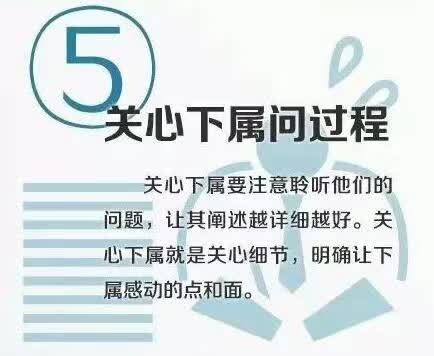 5
关心下属问过程
关心下属要注意聆听他们的
问题，让其阐述越详细越好。关
心下属就是关心细节，明确让下
属感动的点和面。